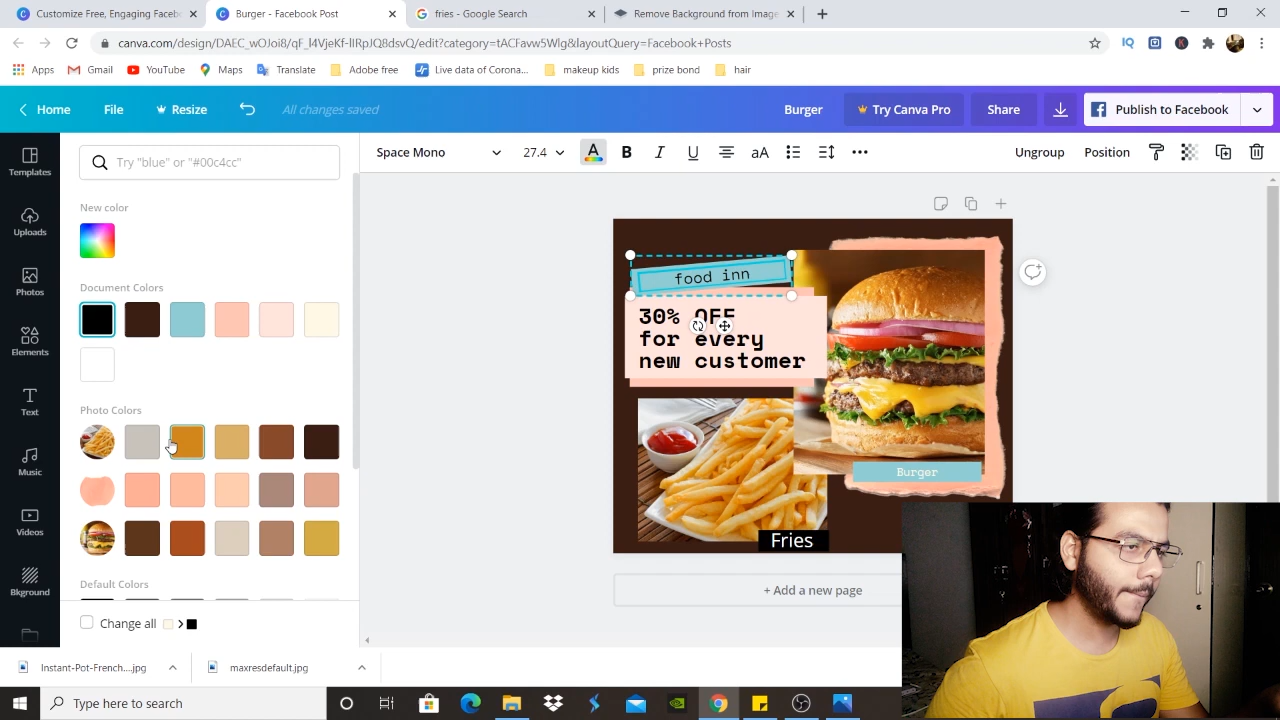 Customize Free, Engaging Faceb
Burger - Facebook Post
fries - Google Search
Remove Background from Image
canva.com/design/DAEC_wOJoi8/qF_l4VjeKf-lIRpJQ8dsvQ/edit?category=tACFavw5Wlg&layoutQuery=Facebook+Posts
Apps
Gmail
YouTube
Maps
Translate
Adobe free
Live data of Corona...
makeup kids
prize bond
hair
Home
File
Resize
All changes saved
Burger
Try Canva Pro
Share
Publish to Facebook
Space Mono
27.4
A
B
I
U
aA
Ungroup
Position
Templates
Uploads
Photos
Elements
Text
Music
Videos
Bkground
Try "blue" or "#00c4cc"
New color
Document Colors
Photo Colors
Default Colors
Change all
food inn
30% OFF
for every
new customer
Burger
Fries
+ Add a new page
Instant-Pot-French....jpg
maxresdefault.jpg
Type here to search